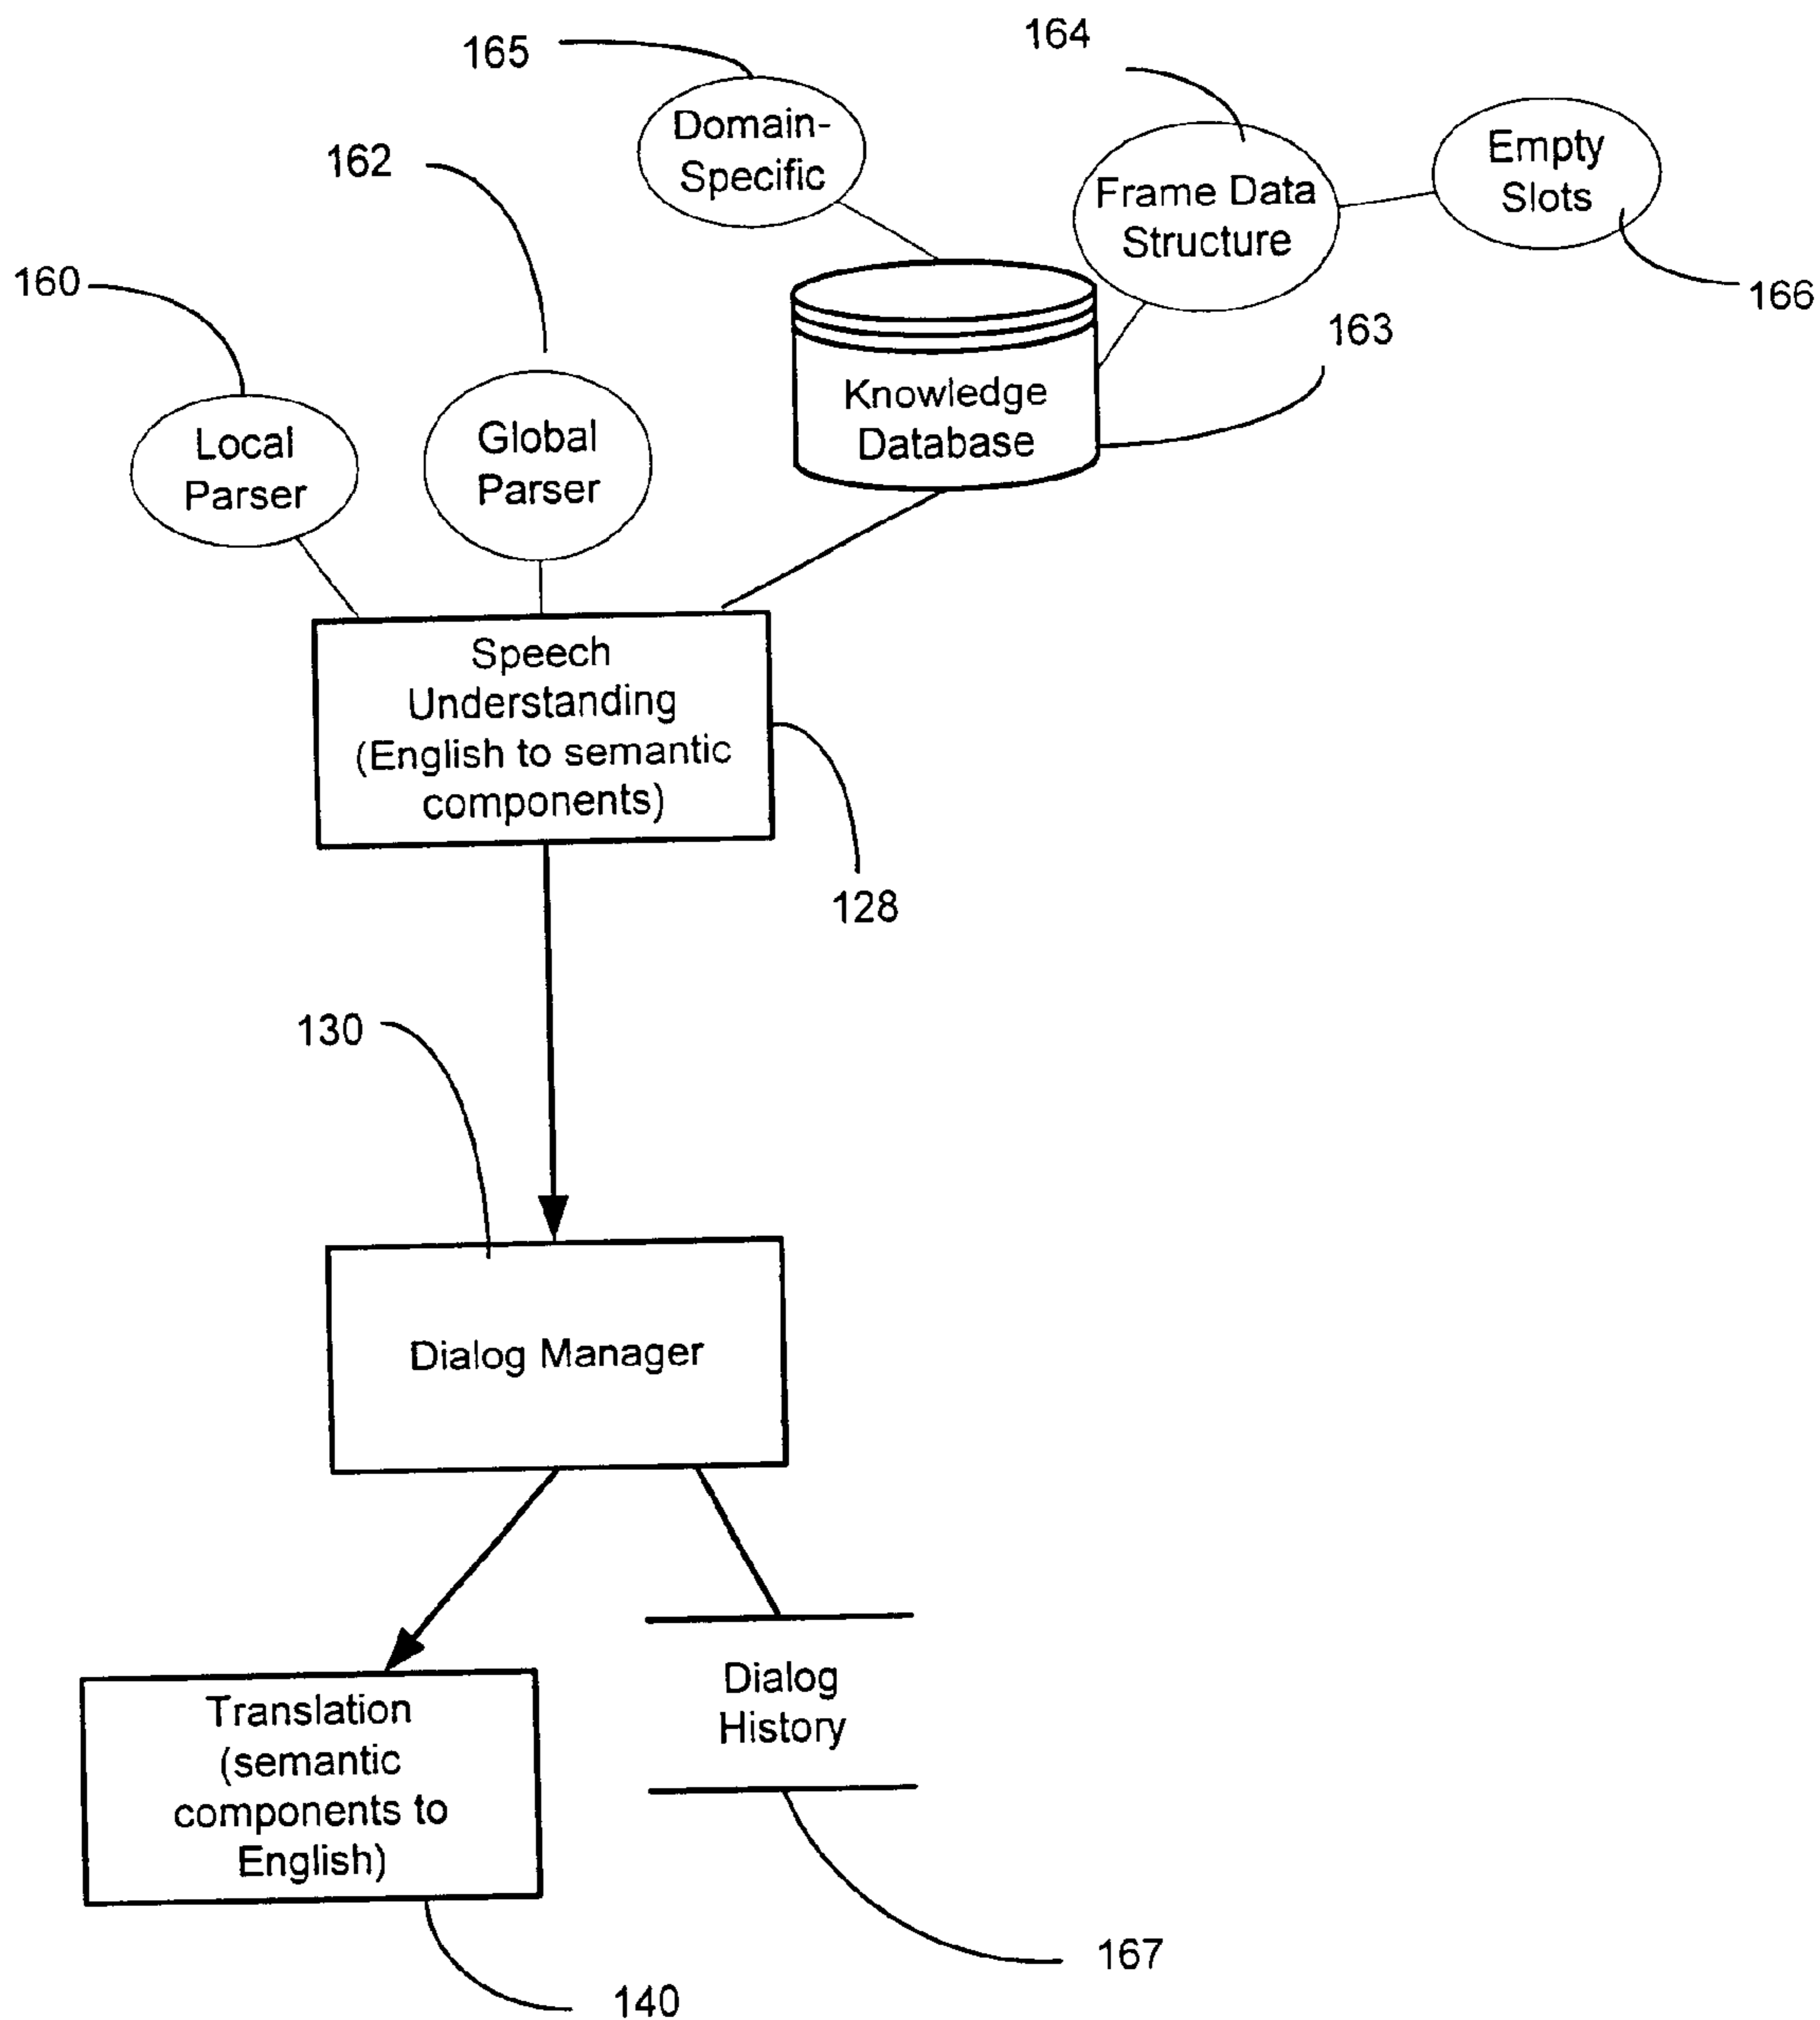 164
165
Domain-
Specific
Empty
Slots
162
Frame Data
Structure
160
166
163
Knowledge
Database
Local
Parser
Global
Parser
Speech
Understanding
(English to semantic
components)
128
130
Dialog Manager
Translation
(semantic
components to
English)
Dialog
History
167
140